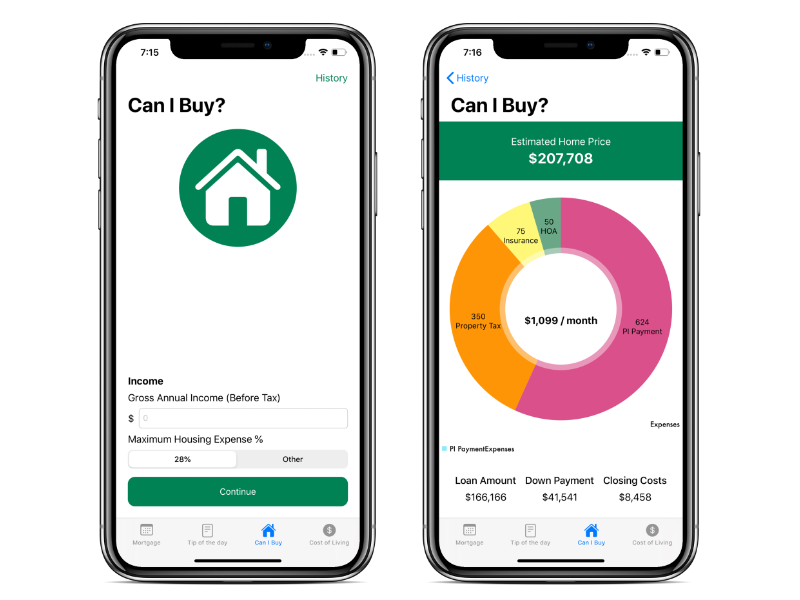 7:15
History
Can I Buy?
Income
Gross Annual Income (Before Tax)
$ 0
Maximum Housing Expense %
28% Other
Continue
Mortgage Tip of the day Can I Buy Cost of Living
7:16
History
Can I Buy?
Estimated Home Price
$207,708
50
HOA
75
Insurance
350
Property Tax
$1,099 / month
624
PI Payment
Expenses
PI PaymentExpenses
Loan Amount Down Payment Closing Costs
$166,166 $41,541 $8,458
Mortgage Tip of the day Can I Buy Cost of Living